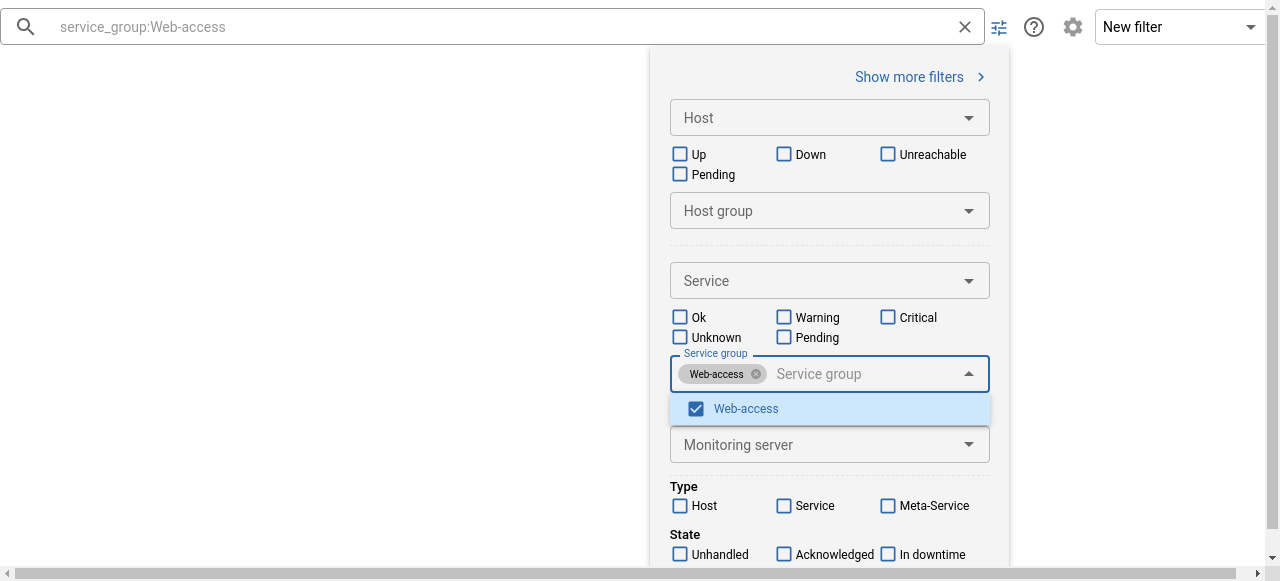 service_group:Web-access
New filter
Show more filters
Host
Up Down Unreachable
Pending
Host group
Service
Ok Warning Critical
Unknown Pending
Service group
Web-access Service group
Web-access
Monitoring server
Type
Host Service Meta-Service
State
Unhandled Acknowledged In downtime